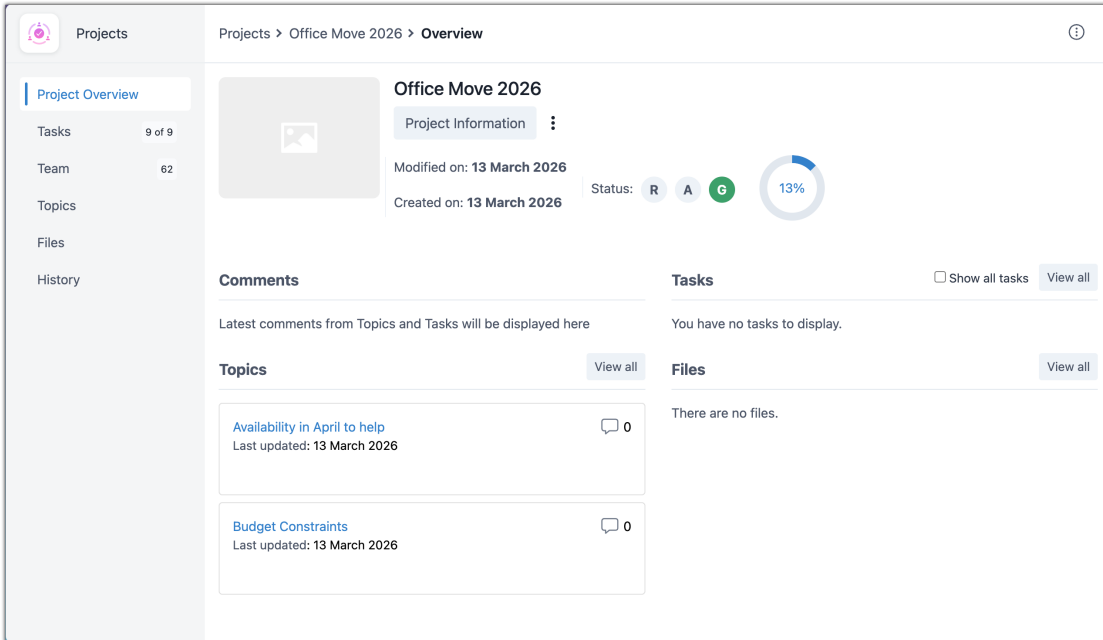 Projects
Projects > Office Move 2026 > Overview
Project Overview
Tasks 9 of 9
Team 62
Topics
Files
History
Office Move 2026
Project Information
Modified on: 13 March 2026
Created on: 13 March 2026
Status: R A G
13%
Comments
Latest comments from Topics and Tasks will be displayed here
Tasks Show all tasks View all
You have no tasks to display.
Topics View all
Availability in April to help 0
Last updated: 13 March 2026
Budget Constraints 0
Last updated: 13 March 2026
Files View all
There are no files.